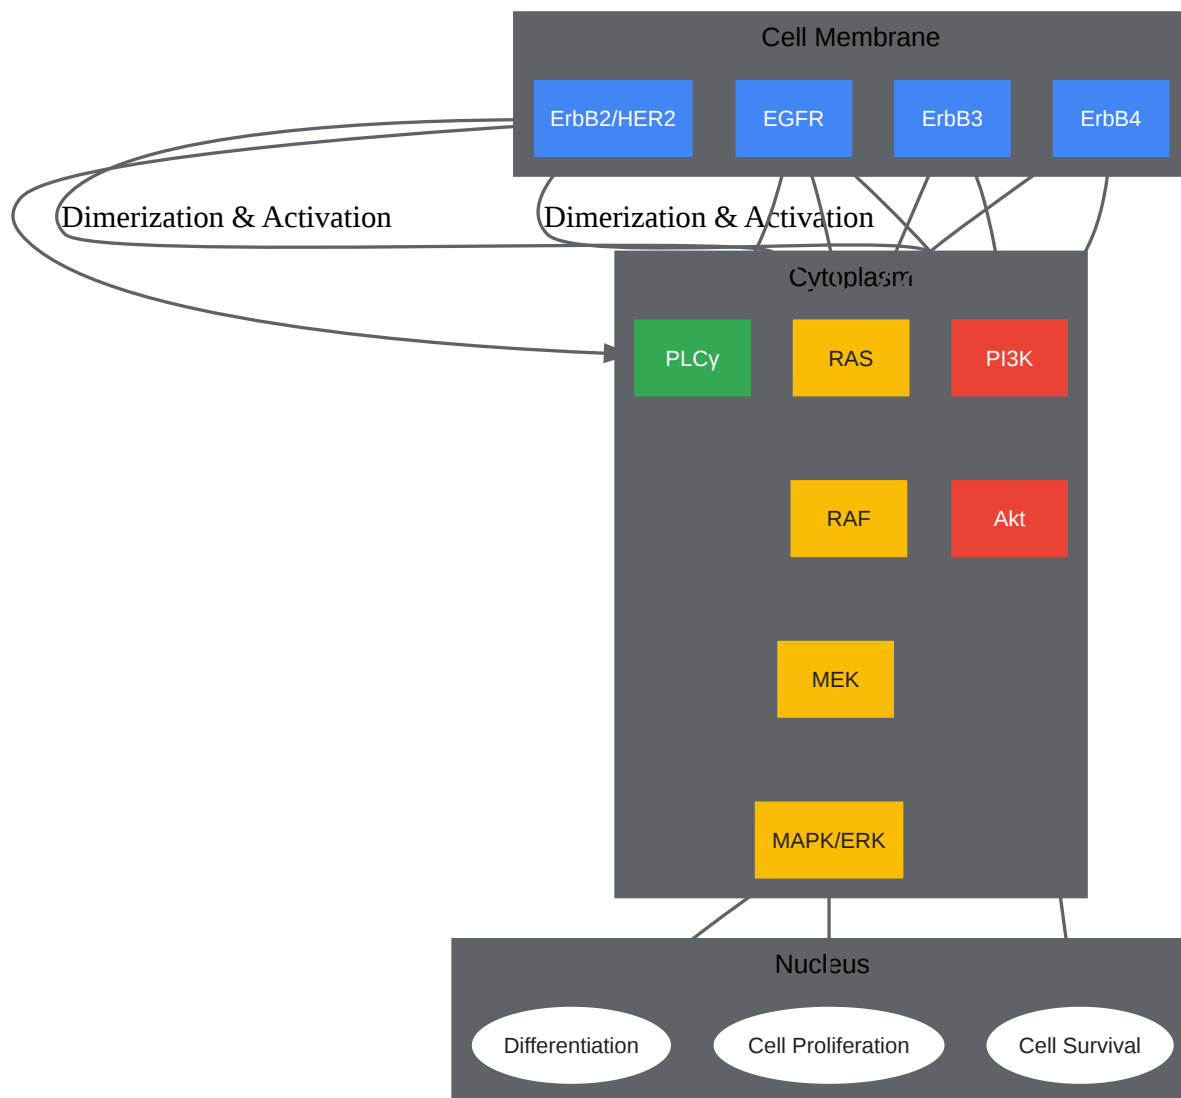 Cell Membrane
ErbB2/HER2
EGFR
ErbB3
ErbB4
Dimerization & Activation
Dimerization & Activation
Cytoplasm
PLCγ
RAS
PI3K
RAF
Akt
MEK
MAPK/ERK
Nucleus
Differentiation
Cell Proliferation
Cell Survival